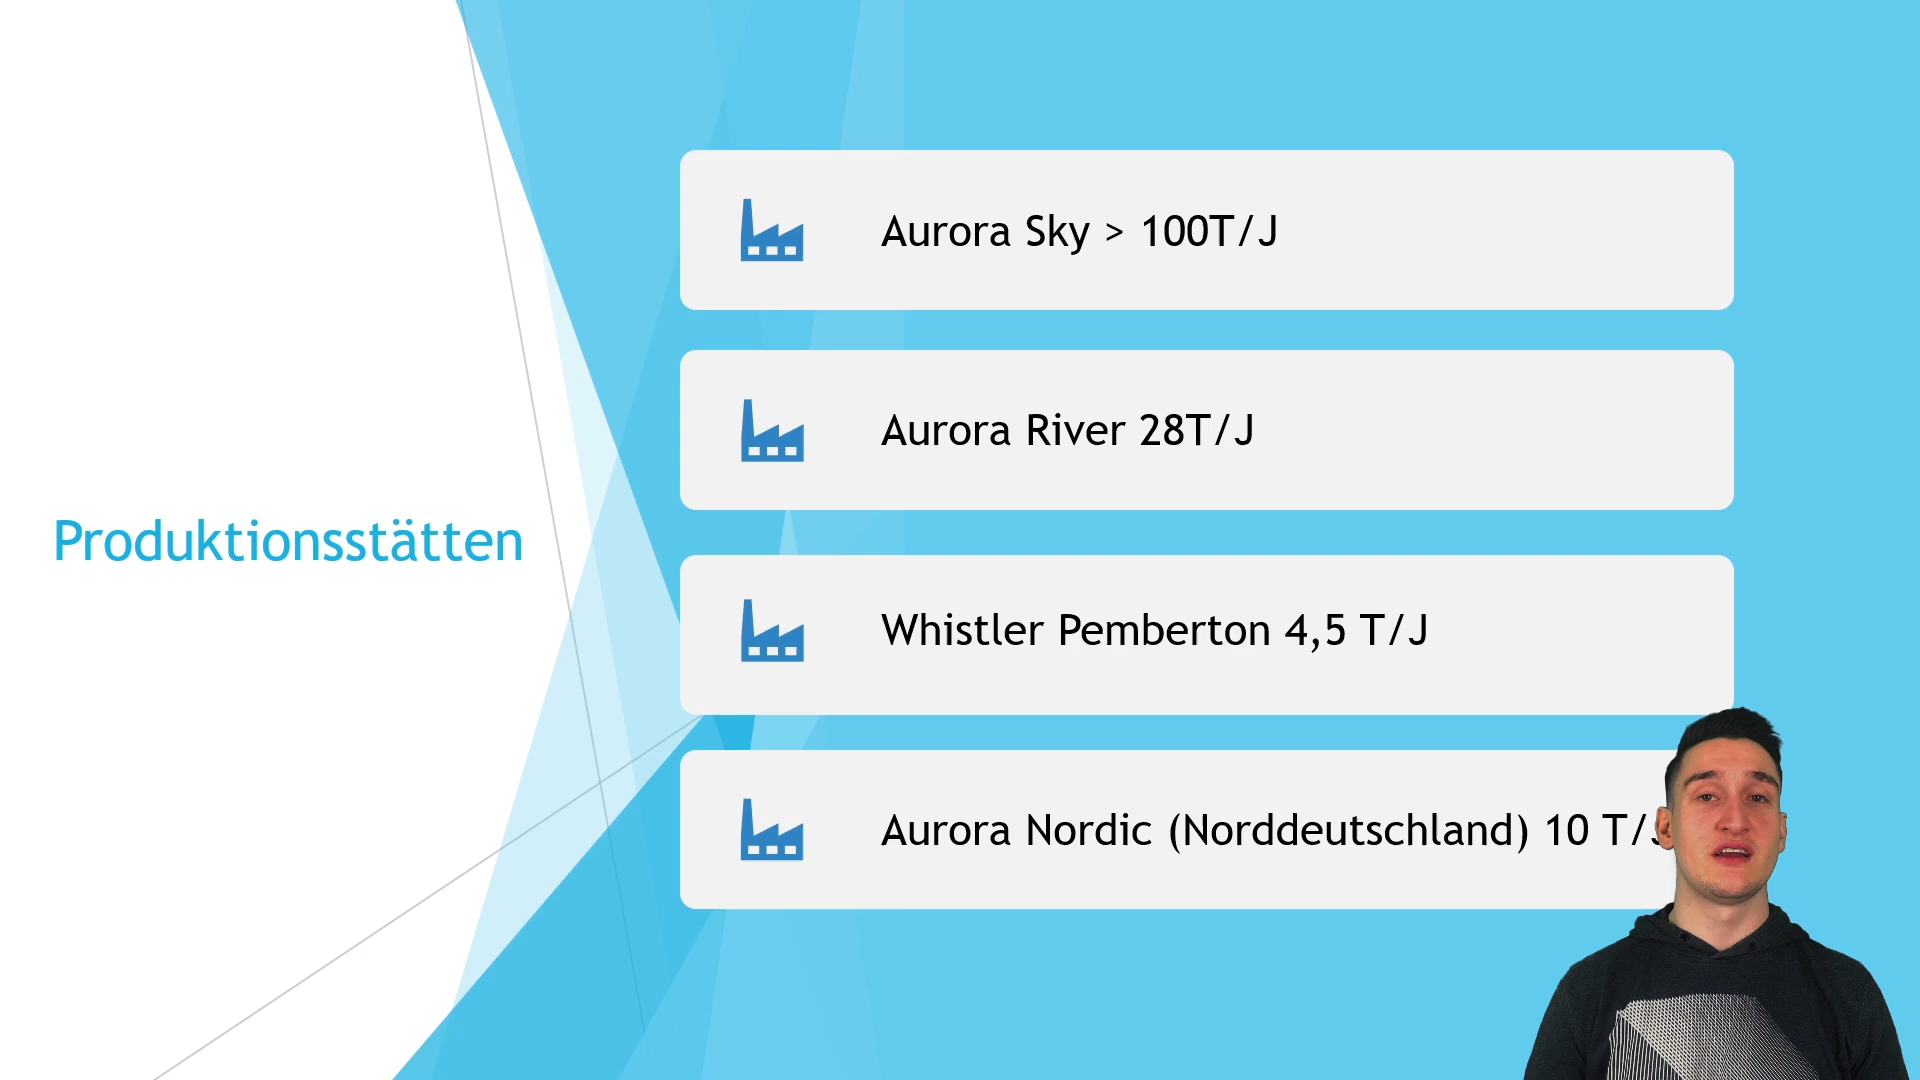 Produktionsstätten
Aurora Sky > 100T/J
Aurora River 28T/J
Whistler Pemberton 4,5 T/J
Aurora Nordic (Norddeutschland) 10 T/J